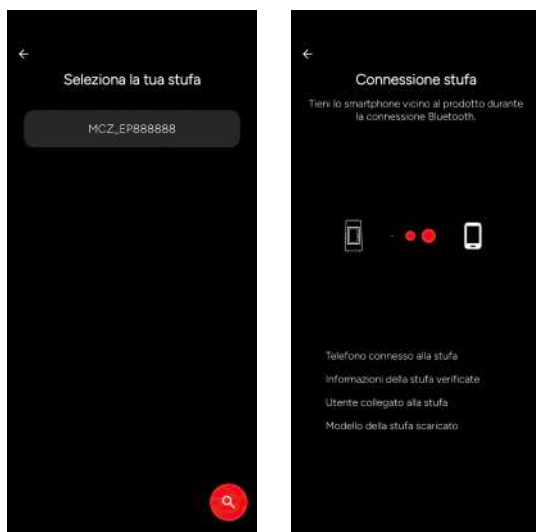 Seleziona la tua stufa
MCZ_EP888888
Connessione stufa
Tieni lo smartphone vicino al prodotto durante
la connessione Bluetooth.
Telefono connesso alla stufa
Informazioni della stufa verificate
Utente collegato alla stufa
Modello della stufa scaricato